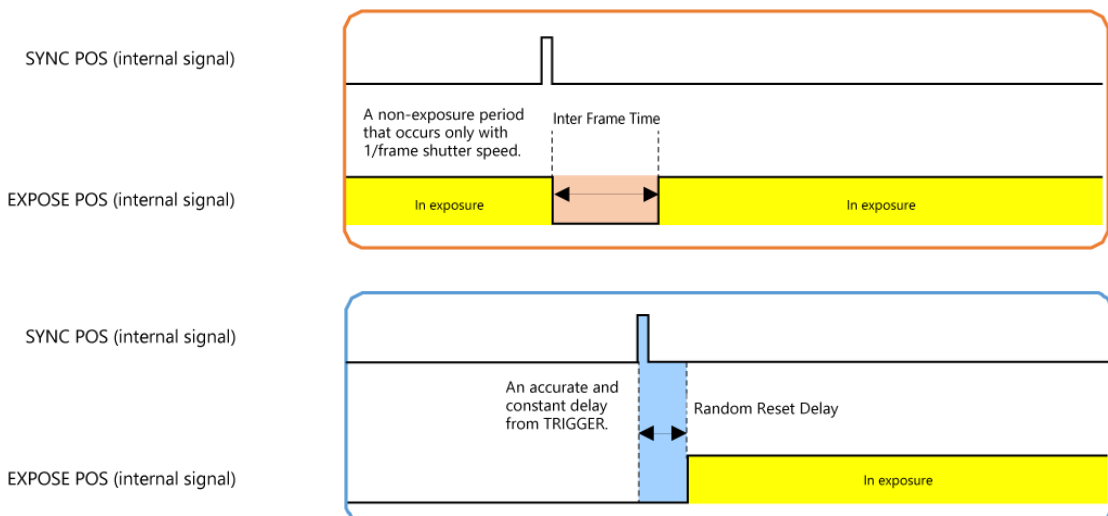 SYNC POS (internal signal)
A non-exposure period
that occurs only with
1/frame shutter speed.
Inter Frame Time
EXPOSE POS (internal signal)
In exposure
In exposure
SYNC POS (internal signal)
An accurate and
constant delay
from TRIGGER.
Random Reset Delay
EXPOSE POS (internal signal)
In exposure